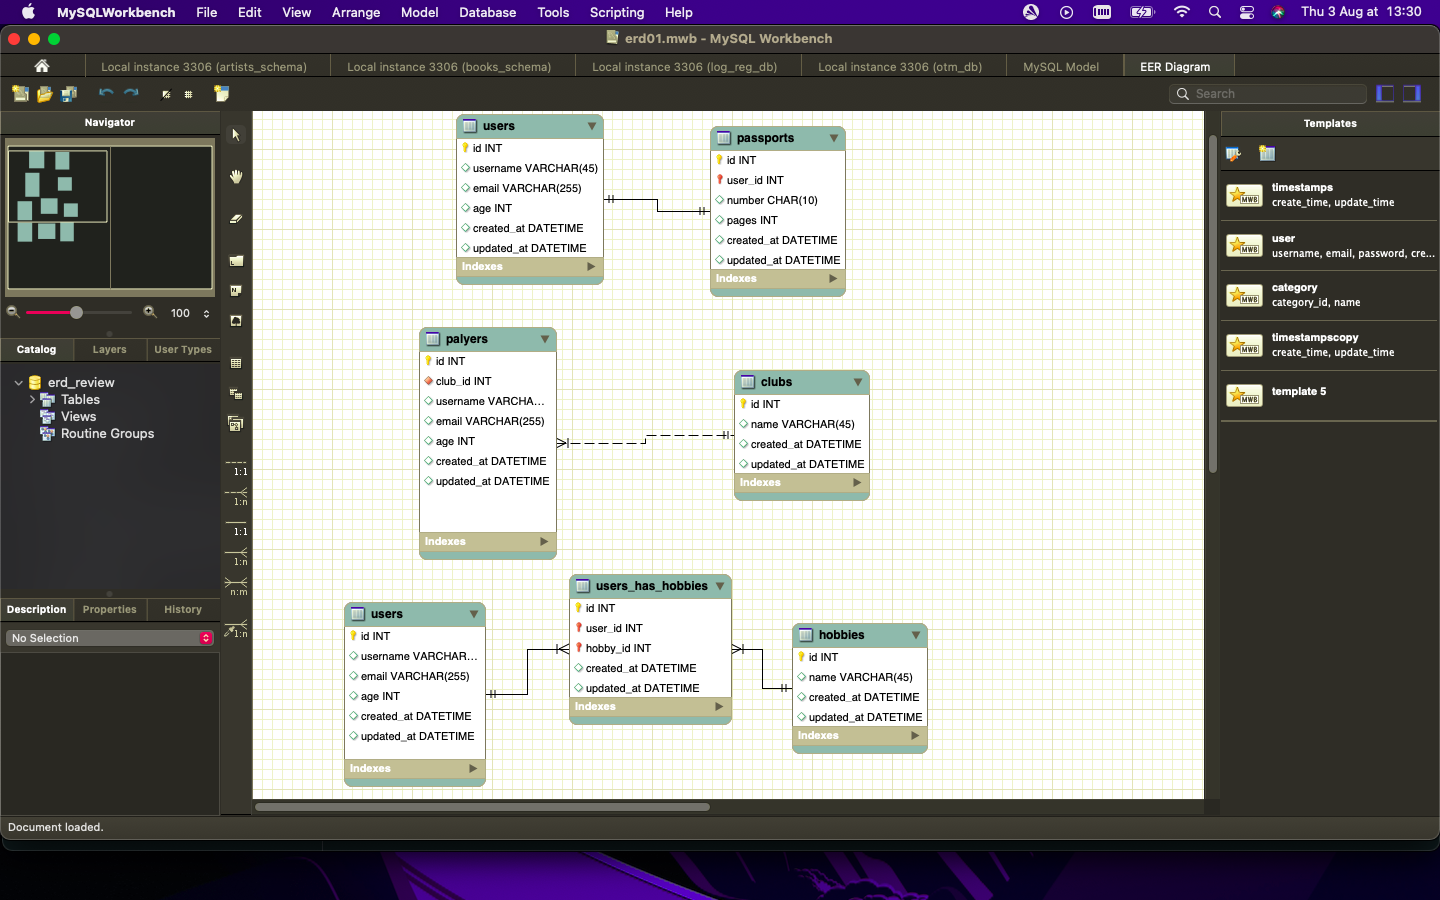 MySQLWorkbench File Edit View Arrange Model Database Tools Scripting Help Thu 3 Aug at 13:30
erd01.mwb - MySQL Workbench
Local instance 3306 (artists_schema) Local instance 3306 (books_schema) Local instance 3306 (log_reg_db) Local instance 3306 (otm_db) MySQL Model EER Diagram
Search
Navigator
100
Catalog Layers User Types
erd_review
Tables
Views
Routine Groups
Description Properties History
No Selection
1:1
1:n
1:1
1:n
n:m
1:n
users
id INT
username VARCHAR(45)
email VARCHAR(255)
age INT
created_at DATETIME
updated_at DATETIME
Indexes
passports
id INT
user_id INT
number CHAR(10)
pages INT
created_at DATETIME
updated_at DATETIME
Indexes
palyers
id INT
club_id INT
username VARCHA...
email VARCHAR(255)
age INT
created_at DATETIME
updated_at DATETIME
Indexes
clubs
id INT
name VARCHAR(45)
created_at DATETIME
updated_at DATETIME
Indexes
users
id INT
username VARCHAR...
email VARCHAR(255)
age INT
created_at DATETIME
updated_at DATETIME
Indexes
users_has_hobbies
id INT
user_id INT
hobby_id INT
created_at DATETIME
updated_at DATETIME
Indexes
hobbies
id INT
name VARCHAR(45)
created_at DATETIME
updated_at DATETIME
Indexes
Templates
timestamps
create_time, update_time
user
username, email, password, cre...
category
category_id, name
timestampscopy
create_time, update_time
template 5
MWB
MWB
MWB
MWB
MWB
Document loaded.